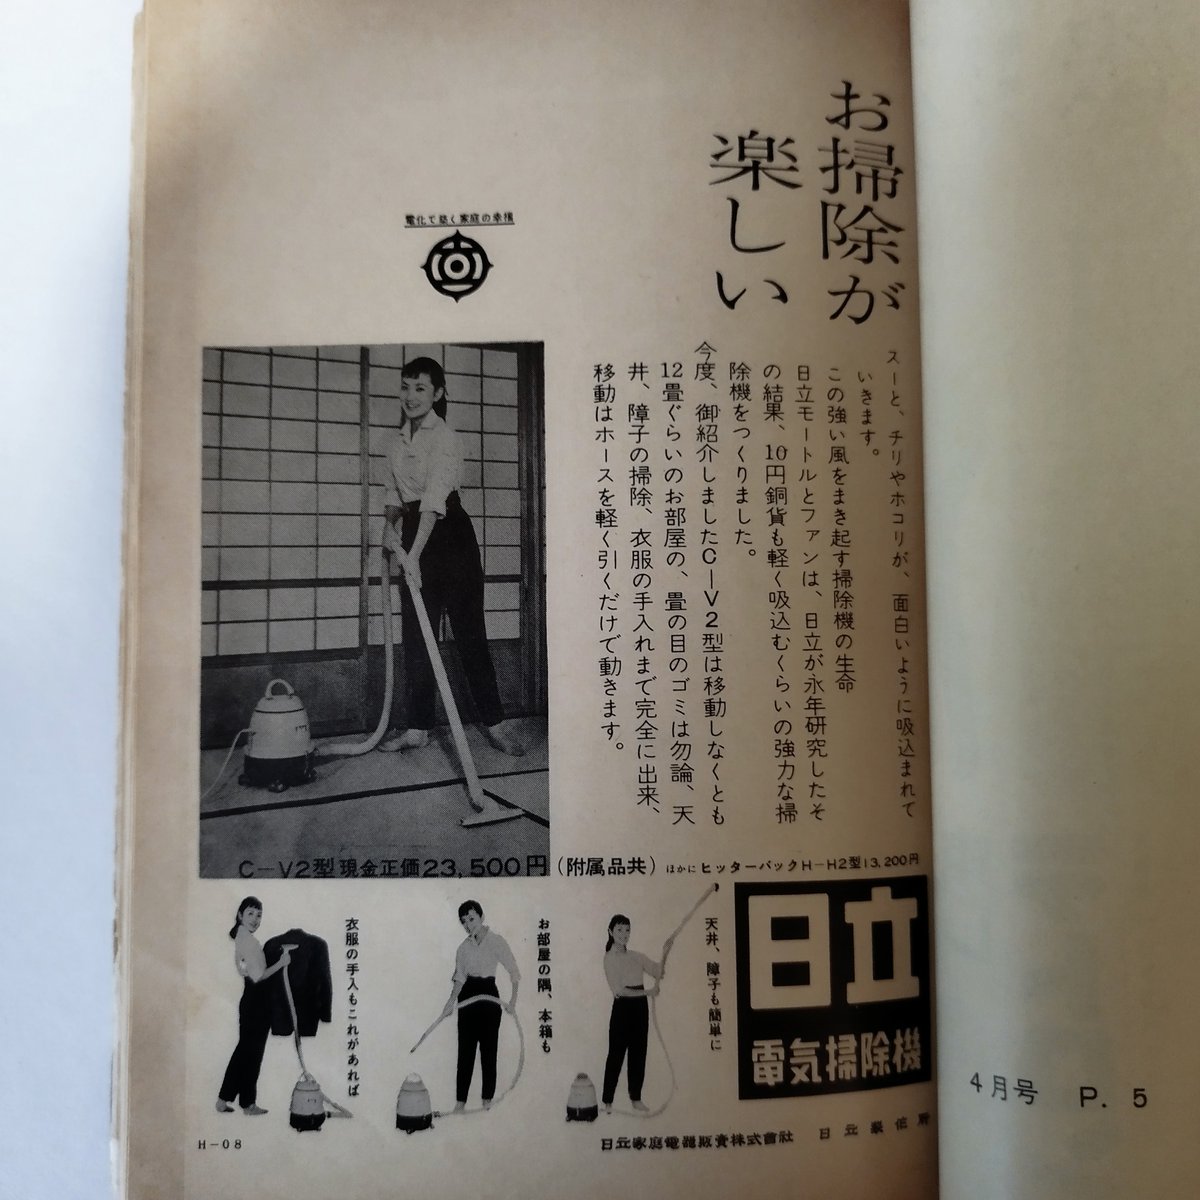 お掃除が
楽しい
電化で築く家庭の幸福
スーと、チリやホコリが、面白いように吸込まれて
いきます。
この強い風をまき起す掃除機の生命
日立モートルとファンは、日立が永年研究したそ
の結果、10円銅貨も軽く吸込むくらいの強力な掃
除機をつくりました。
今度、御紹介しましたC—V2型は移動しなくとも
12畳ぐらいのお部屋の、畳の目のゴミは勿論、天
井、障子の掃除、衣服の手入れまで完全に出来、
移動はホースを軽く引くだけで動きます。
C—V2型現金正価23,500円(附属品共)ほかにヒッターバックH—H2型13,200円
天井、障子も簡単に
お部屋の隅、本箱も
衣服の手入もこれがあれば
日立
電気掃除機
H—08
日立家庭電器販売株式会社 日立製作所
4月号 P. 5